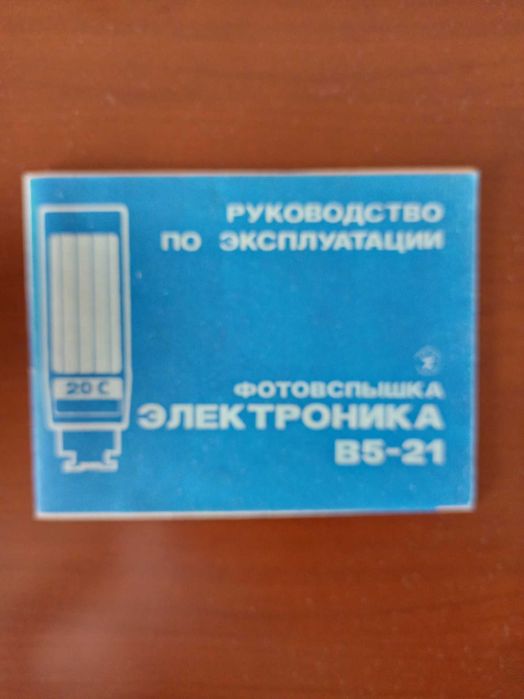 РУКОВОДСТВО
ПО ЭКСПЛУАТАЦИИ
20 С
ФОТОВСПЫШКА
ЭЛЕКТРОНИКА
В5-21